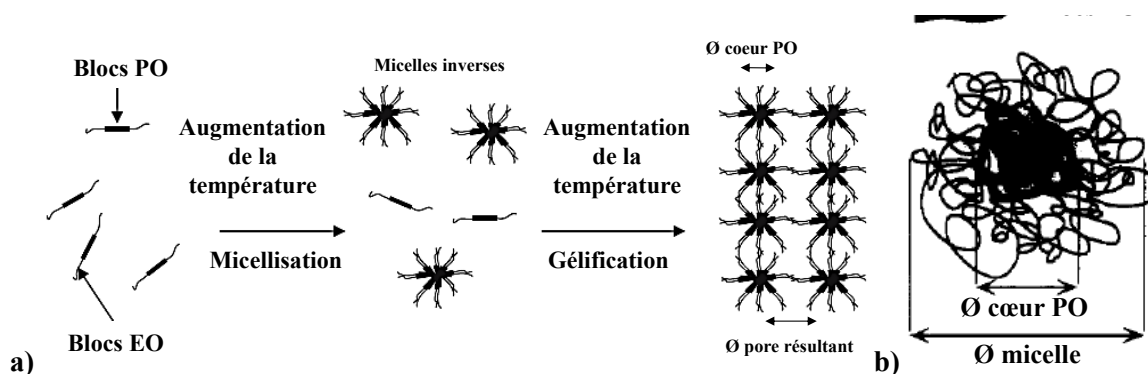 Blocs PO
Augmentation
de la
température
Micellisation
Blocs EO
a)
Micelles inverses
Augmentation
de la
température
Gélification
Ø coeur PO
Ø pore résultant
b)
Ø cœur PO
Ø micelle